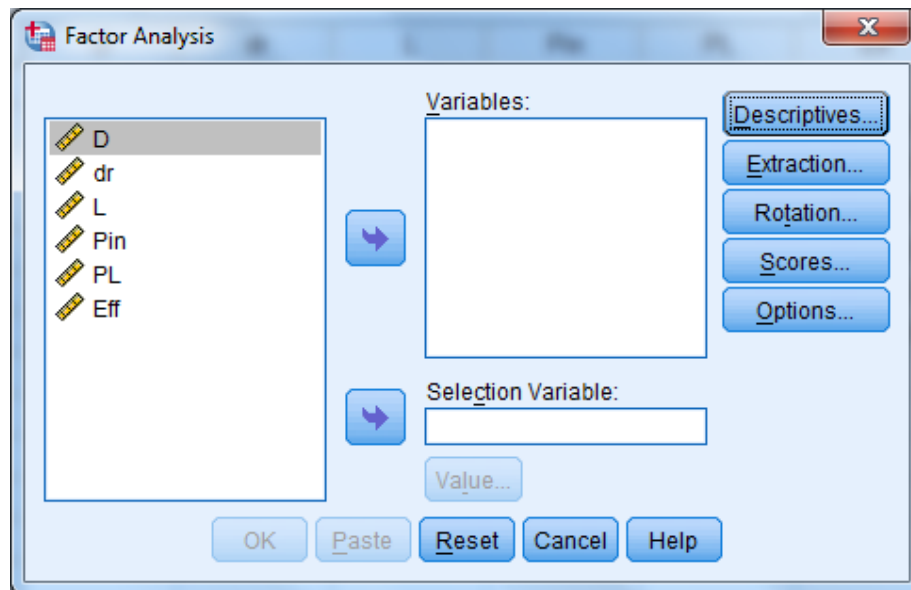 Factor Analysis
D
dr
L
Pin
PL
Eff
Variables:
Selection Variable:
Value...
Descriptives...
Extraction...
Rotation...
Scores...
Options...
OK
Paste
Reset
Cancel
Help